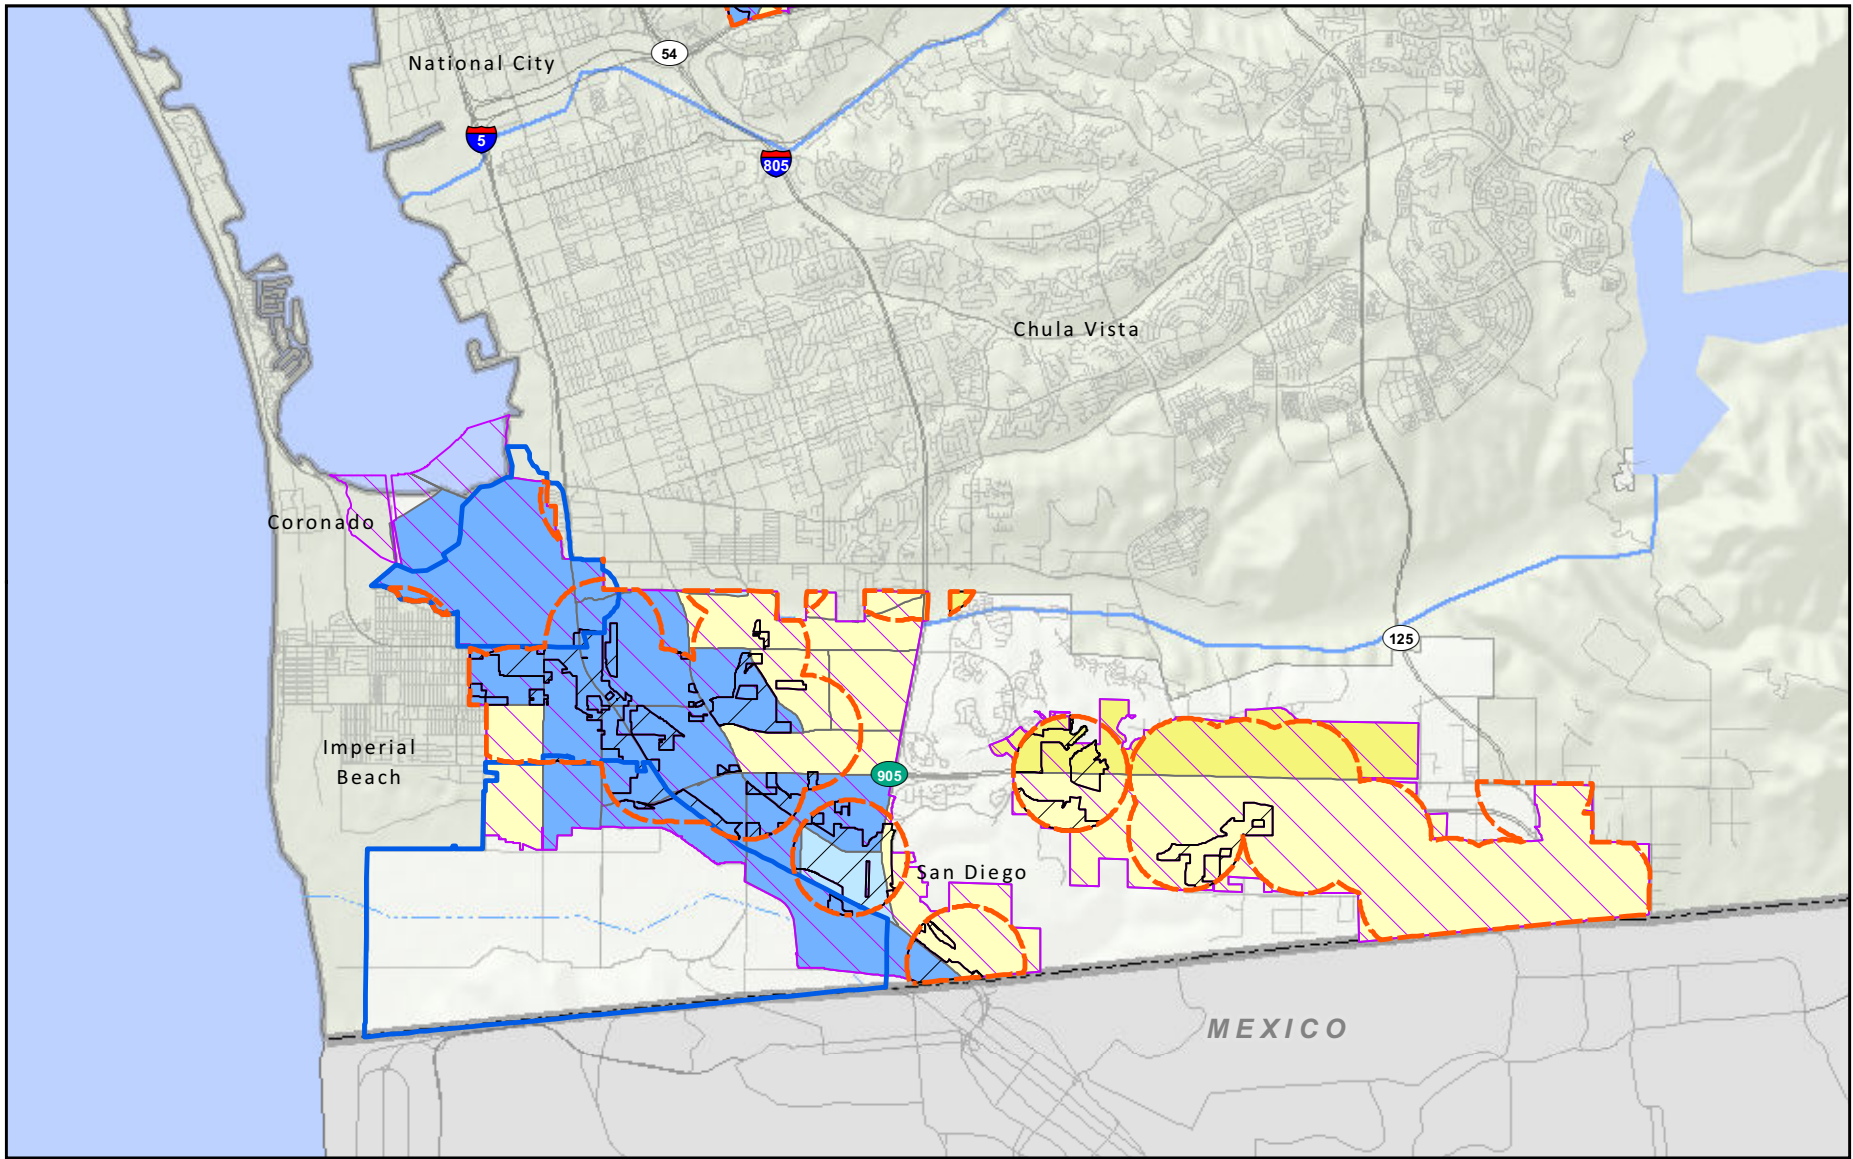 National City
54
5
805
Chula Vista
Coronado
125
Imperial
Beach
905
San Diego
MEXICO